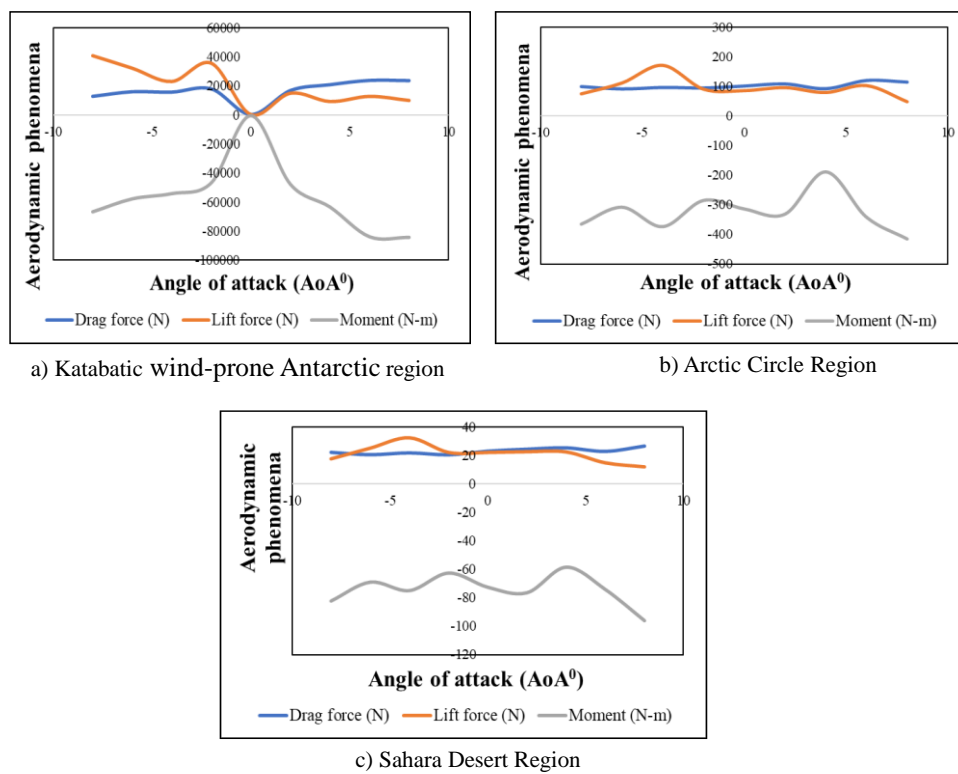 60000
40000
20000
0
-10
-5
0
5
10
-20000
-40000
-60000
-80000
-100000
Aerodynamic phenomena
Angle of attack (AoA⁰)
Drag force (N)
Lift force (N)
Moment (N-m)
a) Katabatic wind-prone Antarctic region
300
200
100
0
-10
-5
0
5
10
-100
-200
-300
-400
-500
Aerodynamic phenomena
Angle of attack (AoA⁰)
Drag force (N)
Lift force (N)
Moment (N-m)
b) Arctic Circle Region
40
20
0
-10
-5
0
5
10
-20
-40
-60
-80
-100
-120
Aerodynamic
phenomena
Angle of attack (AoA⁰)
Drag force (N)
Lift force (N)
Moment (N-m)
c) Sahara Desert Region